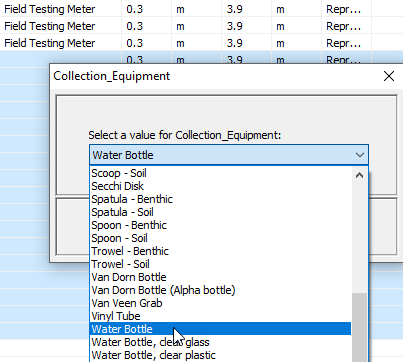 Field Testing Meter 0.3 m 3.9 m Repr...
Field Testing Meter 0.3 m 3.9 m Repr...
Field Testing Meter 0.3 m 3.9 m Repr...
0.3 m 3.9 m Repr...
Collection_Equipment
Select a value for Collection_Equipment:
Water Bottle
Scoop - Soil
Secchi Disk
Spatula - Benthic
Spatula - Soil
Spoon - Benthic
Spoon - Soil
Trowel - Benthic
Trowel - Soil
Van Dorn Bottle
Van Dorn Bottle (Alpha bottle)
Van Veen Grab
Vinyl Tube
Water Bottle
Water Bottle, clear glass
Water Bottle, clear plastic